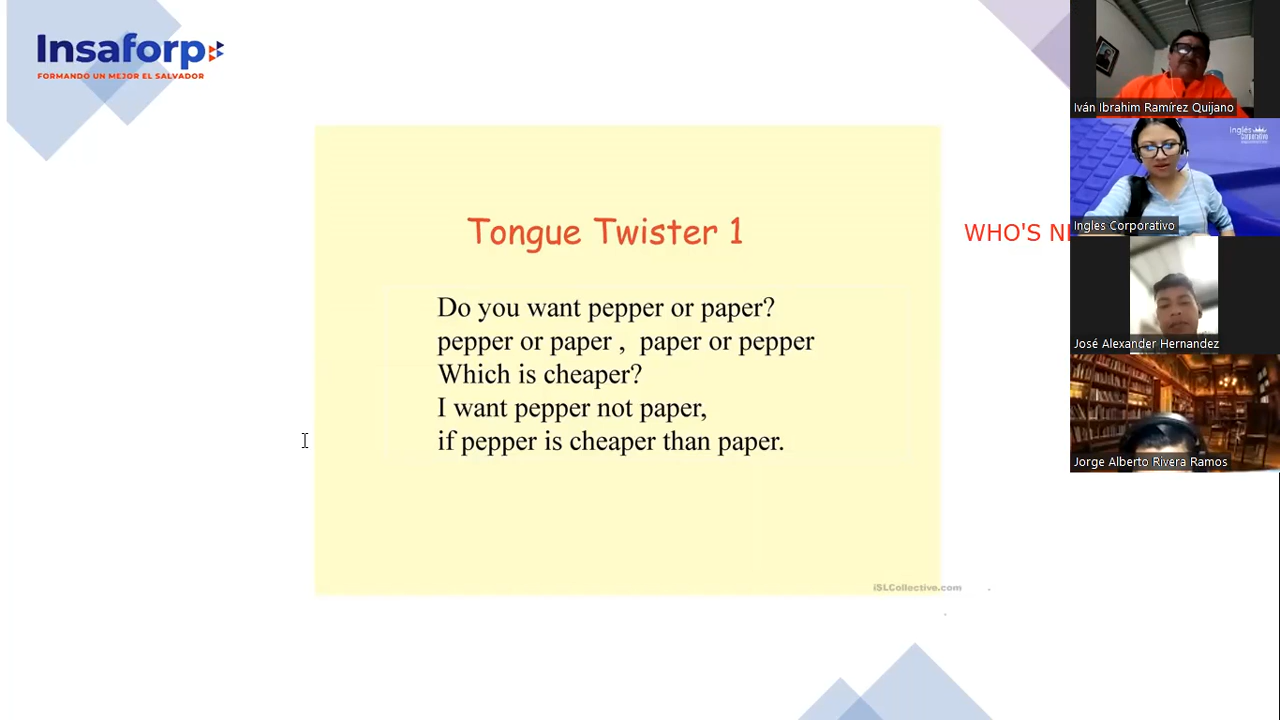 Insaforp
FORMANDO UN MEJOR EL SALVADOR
Tongue Twister 1
Do you want pepper or paper?
pepper or paper , paper or pepper
Which is cheaper?
I want pepper not paper,
if pepper is cheaper than paper.
iSLCollective.com
WHO'S
Iván Ibrahim Ramírez Quijano
Inglés
Ingles Corporativo
José Alexander Hernandez
Jorge Alberto Rivera Ramos